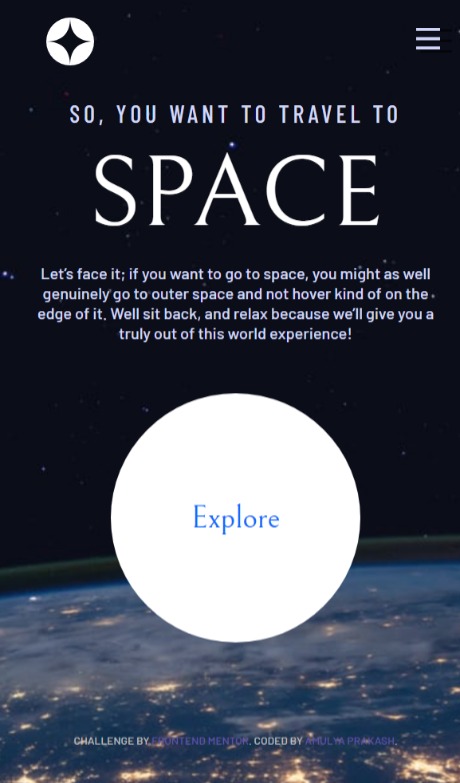 SO, YOU WANT TO TRAVEL TO
SPACE
Let's face it; if you want to go to space, you might as well
genuinely go to outer space and not hover kind of on the
edge of it. Well sit back, and relax because we'll give you a
truly out of this world experience!
Explore
CHALLENGE BY FRONTEND MENTOR. CODED BY AMULYA PRAKASH.